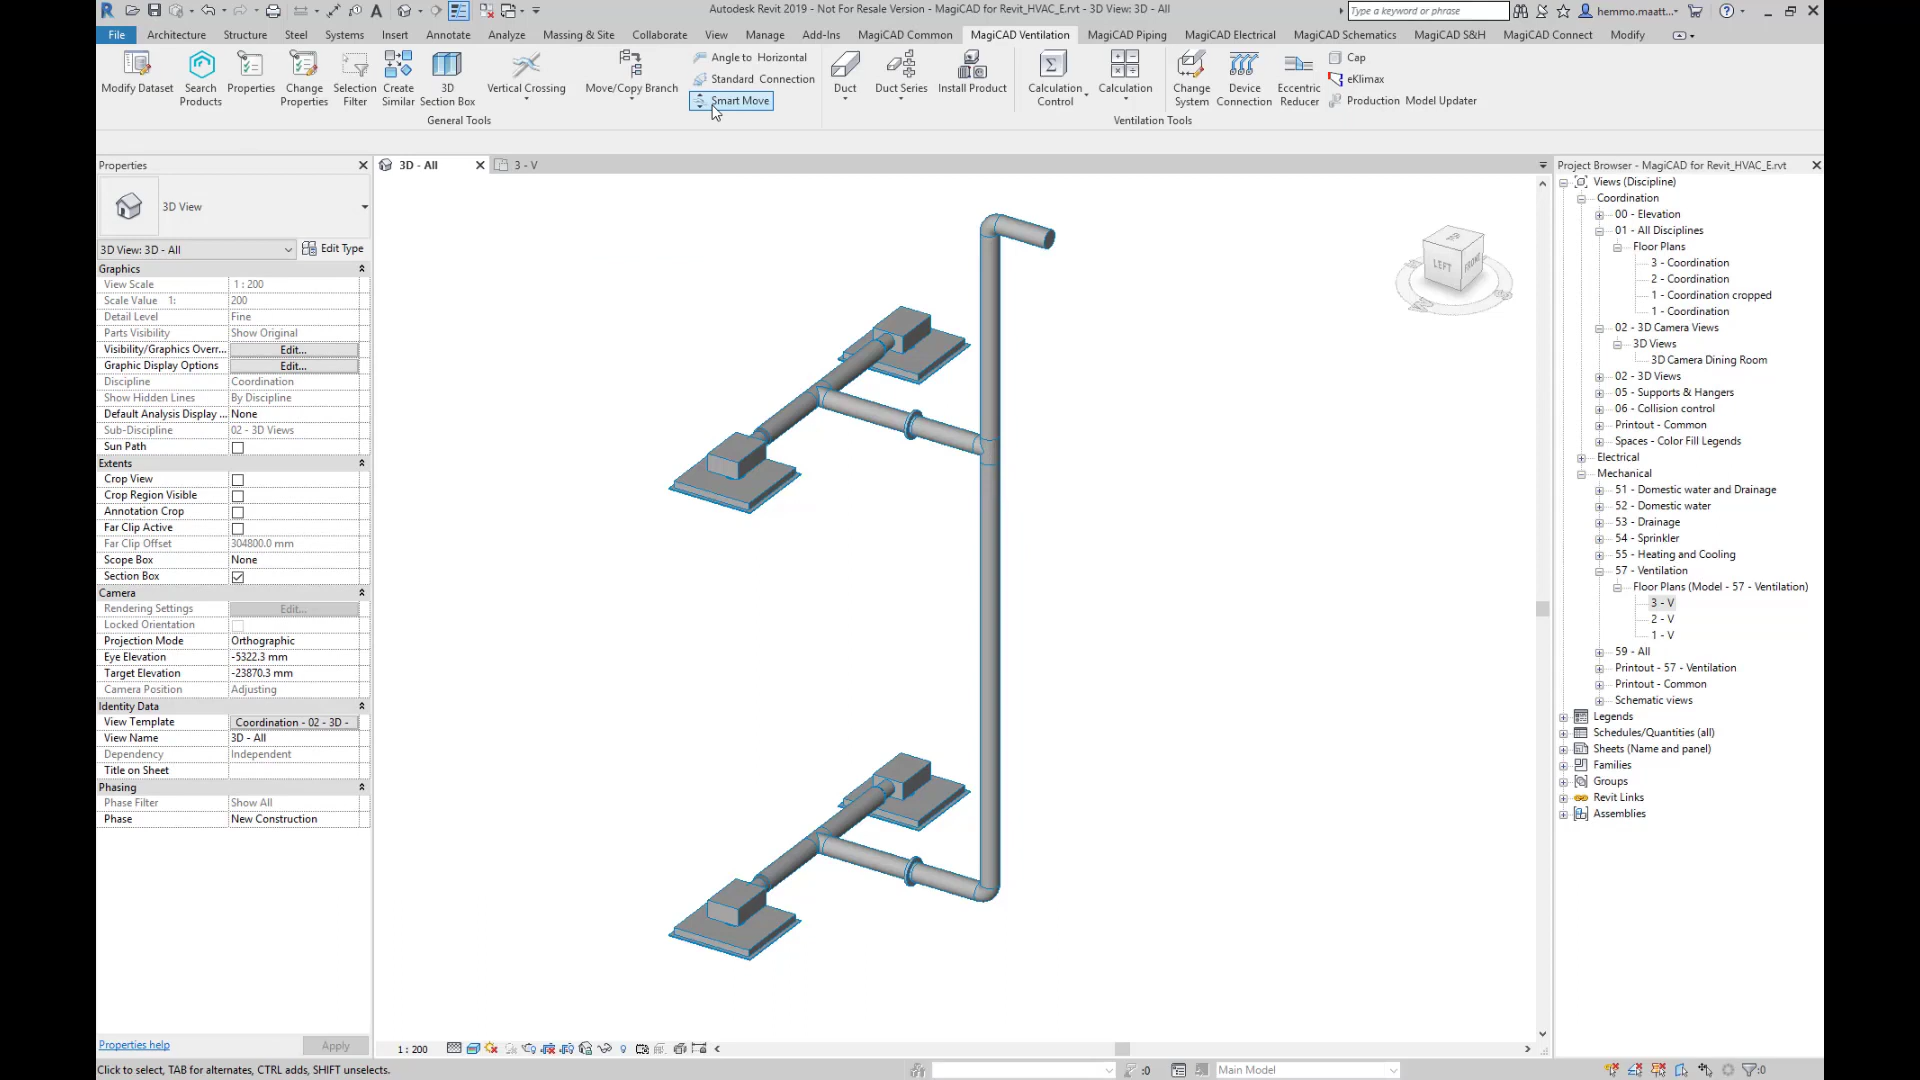 Autodesk Revit 2019 - Not For Resale Version - MagiCAD for Revit_HVAC_E.rvt - 3D View: 3D - All
Type a keyword or phrase
hemmo.maatt...
File Architecture Structure Steel Systems Insert Annotate Analyze Massing & Site Collaborate View Manage Add-Ins MagiCAD Common MagiCAD Ventilation MagiCAD Piping MagiCAD Electrical MagiCAD Schematics MagiCAD S&H MagiCAD Connect Modify
Modify Dataset
Search Products
Properties
Change Properties
Selection Filter
Create Similar
3D Section Box
Vertical Crossing
Move/Copy Branch
Angle to Horizontal
Standard Connection
Smart Move
Duct
Duct Series
Install Product
Calculation Control
Calculation
Change System
Device Connection
Eccentric Reducer
Cap
eKlimax
Production Model Updater
General Tools
Ventilation Tools
Properties
3D View
3D View: 3D - All
Edit Type
Graphics
View Scale 1 : 200
Scale Value 1: 200
Detail Level Fine
Parts Visibility Show Original
Visibility/Graphics Overr... Edit...
Graphic Display Options Edit...
Discipline Coordination
Show Hidden Lines By Discipline
Default Analysis Display ... None
Sub-Discipline 02 - 3D Views
Sun Path
Extents
Crop View
Crop Region Visible
Annotation Crop
Far Clip Active
Far Clip Offset 304800.0 mm
Scope Box None
Section Box
Camera
Rendering Settings Edit...
Locked Orientation
Projection Mode Orthographic
Eye Elevation -5322.3 mm
Target Elevation -23870.3 mm
Camera Position Adjusting
Identity Data
View Template Coordination - 02 - 3D -
View Name 3D - All
Dependency Independent
Title on Sheet
Phasing
Phase Filter Show All
Phase New Construction
Properties help
Apply
3D - All
3 - V
LEFT
FRONT
1 : 200
Project Browser - MagiCAD for Revit_HVAC_E.rvt
Views (Discipline)
Coordination
00 - Elevation
01 - All Disciplines
Floor Plans
3 - Coordination
2 - Coordination
1 - Coordination cropped
1 - Coordination
02 - 3D Camera Views
3D Views
3D Camera Dining Room
02 - 3D Views
05 - Supports & Hangers
06 - Collision control
Printout - Common
Spaces - Color Fill Legends
Electrical
Mechanical
51 - Domestic water and Drainage
52 - Domestic water
53 - Drainage
54 - Sprinkler
55 - Heating and Cooling
57 - Ventilation
Floor Plans (Model - 57 - Ventilation)
3 - V
2 - V
1 - V
59 - All
Printout - 57 - Ventilation
Printout - Common
Schematic views
Legends
Schedules/Quantities (all)
Sheets (Name and panel)
Families
Groups
Revit Links
Assemblies
Click to select, TAB for alternates, CTRL adds, SHIFT unselects.
:0
Main Model
:0